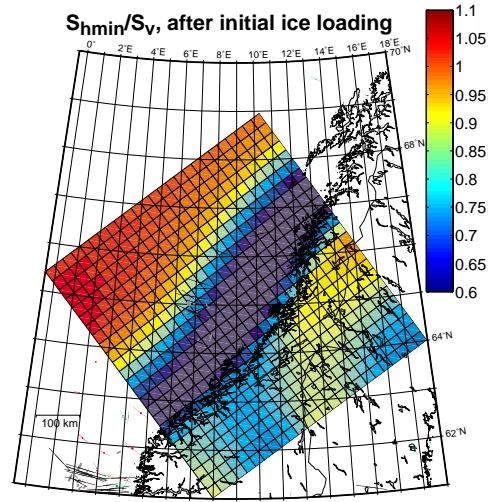 S_hmin/S_v, after initial ice loading
0° 2°E 4°E 6°E 8°E 10°E 12°E 14°E 16°E 18°E
70°N
68°N
64°N
62°N
100 km
1.1
1.05
1
0.95
0.9
0.85
0.8
0.75
0.7
0.65
0.6